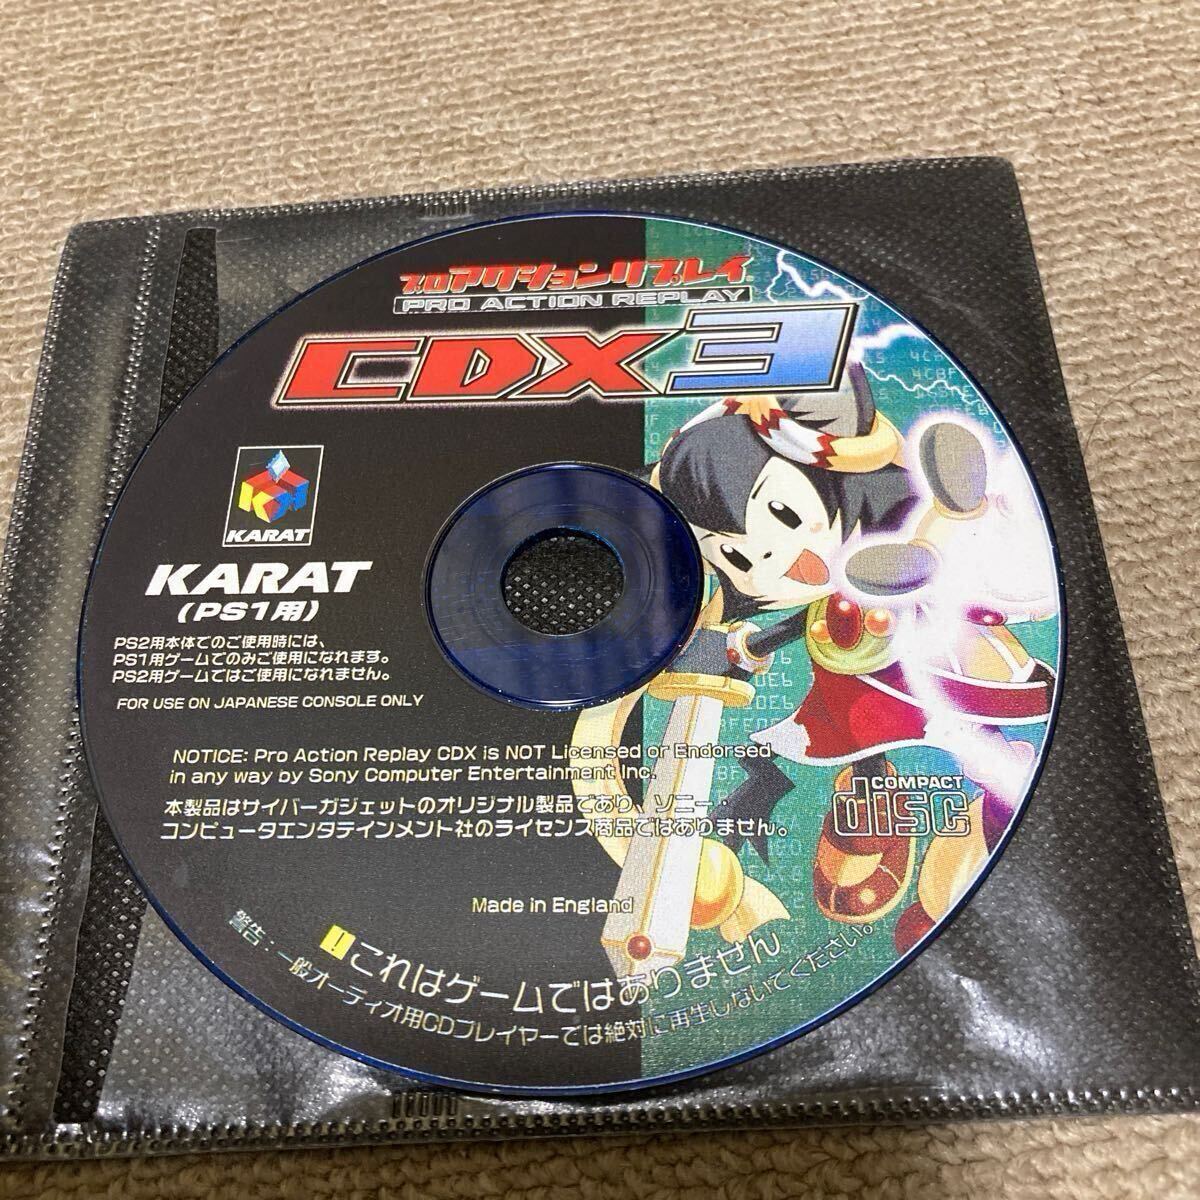 プロアクションリプレイ
PRO ACTION REPLAY
CDX3
KARAT
KARAT
(PS1用)
PS2用本体でのご使用時には、
PS1用ゲームでのみご使用になれます。
PS2用ゲームではご使用になれません。
FOR USE ON JAPANESE CONSOLE ONLY
NOTICE: Pro Action Replay CDX is NOT Licensed or Endorsed
in any way by Sony Computer Entertainment Inc.
本製品はサイバーガジェットのオリジナル製品であり、ソニー・
コンピュータエンタテインメント社のライセンス商品ではありません。
COMPACT
disc
Made in England
!これはゲームではありません
警告:一般オーディオ用CDプレイヤーでは絶対に再生しないでください。